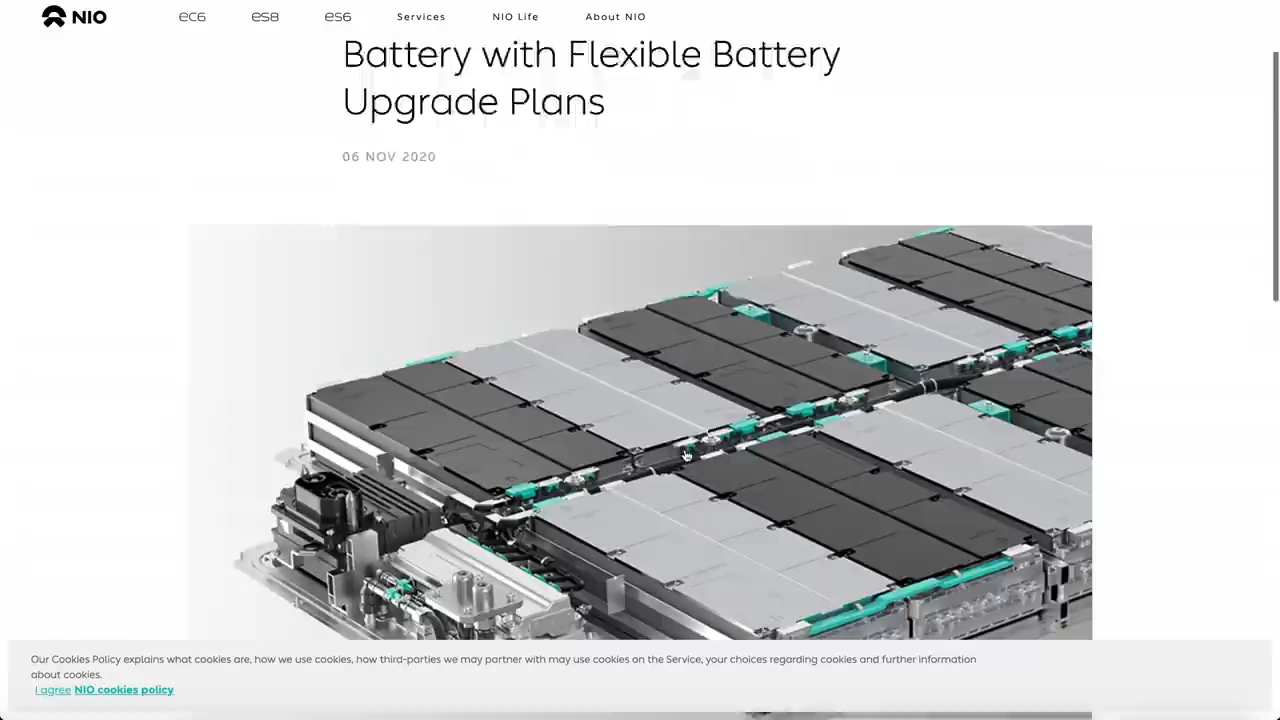 NIO
ec6
es8
es6
Services
NIO Life
About NIO
Battery with Flexible Battery
Upgrade Plans
06 NOV 2020
Our Cookies Policy explains what cookies are, how we use cookies, how third-parties we may partner with may use cookies on the Service, your choices regarding cookies and further information
about cookies.
I agree NIO cookies policy